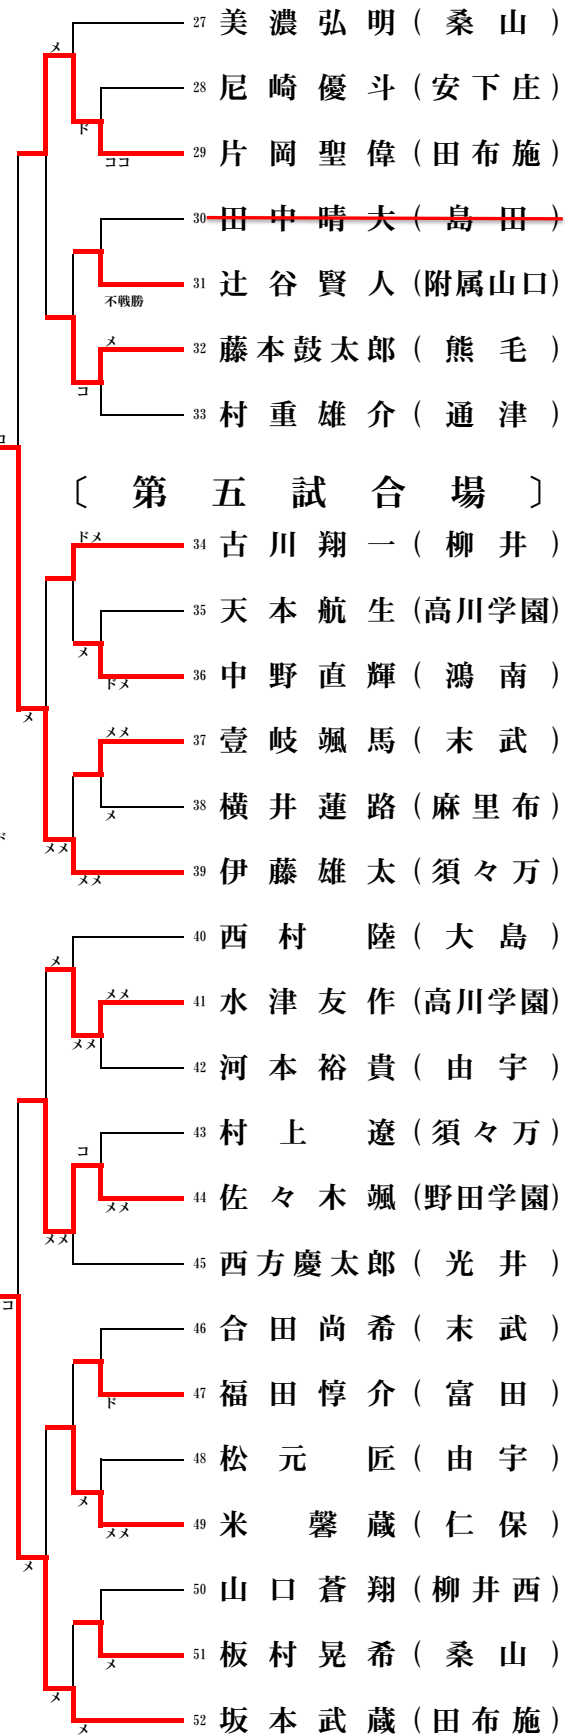 27 美濃弘明(桑山)
メ
28 尼崎優斗(安下庄)
ド
29 片岡聖偉(田布施)
ココ
30 田中晴大(島田)
31 辻谷賢人(附属山口)
不戦勝
メ
32 藤本鼓太郎(熊毛)
コ
33 村重雄介(通津)
コ
〔第五試合場〕
ドメ
34 古川翔一(柳井)
35 天本航生(高川学園)
メ
36 中野直輝(鴻南)
ドメ
メ
メメ
37 壹岐颯馬(末武)
38 横井蓮路(麻里布)
メ
ド
メメ
39 伊藤雄太(須々万)
メメ
40 西村陸(大島)
メ
メメ
41 水津友作(高川学園)
メメ
42 河本裕貴(由宇)
43 村上遼(須々万)
コ
44 佐々木颯(野田学園)
メメ
メメ
45 西方慶太郎(光井)
コ
46 合田尚希(末武)
47 福田惇介(富田)
ド
48 松元匠(由宇)
メ
49 米馨蔵(仁保)
メメ
メ
50 山口蒼翔(柳井西)
51 板村晃希(桑山)
メ
メ
52 坂本武蔵(田布施)
メ